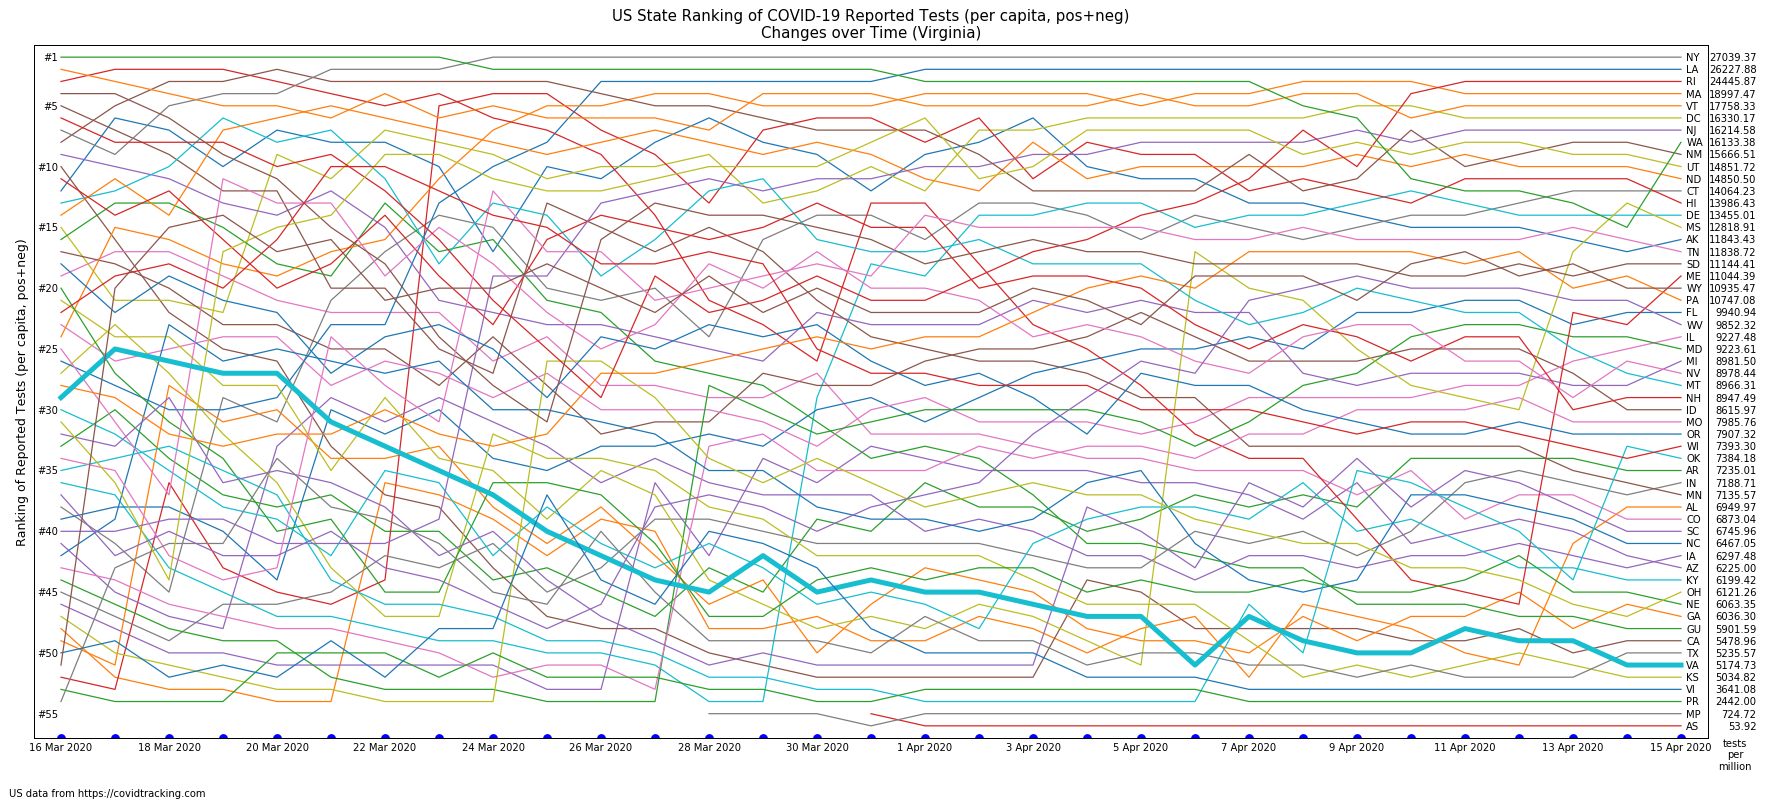 US State Ranking of COVID-19 Reported Tests (per capita, pos+neg)
Changes over Time (Virginia)
Ranking of Reported Tests (per capita, pos+neg)
#1
#5
#10
#15
#20
#25
#30
#35
#40
#45
#50
#55
NY 27039.37
LA 26227.88
RI 24445.87
MA 18997.47
VT 17758.33
DC 16330.17
NJ 16214.58
WA 16133.38
NM 15666.51
UT 14851.72
ND 14850.50
CT 14064.23
HI 13986.43
DE 13455.01
MS 12818.91
AK 11843.43
TN 11838.72
SD 11144.41
ME 11044.39
WY 10935.47
PA 10747.08
FL 9940.94
WV 9852.32
IL 9227.48
MD 9223.61
MI 8981.50
NV 8978.44
MT 8966.31
NH 8947.49
ID 8615.97
MO 7985.76
OR 7907.32
WI 7393.30
OK 7384.18
AR 7235.01
IN 7188.71
MN 7135.57
AL 6949.97
CO 6873.04
SC 6745.96
NC 6467.05
IA 6297.48
AZ 6225.00
KY 6199.42
OH 6121.26
NE 6063.35
GA 6036.30
GU 5901.59
CA 5478.96
TX 5235.57
VA 5174.73
KS 5034.82
VI 3641.08
PR 2442.00
MP 724.72
AS 53.92
16 Mar 2020 18 Mar 2020 20 Mar 2020 22 Mar 2020 24 Mar 2020 26 Mar 2020 28 Mar 2020 30 Mar 2020 1 Apr 2020 3 Apr 2020 5 Apr 2020 7 Apr 2020 9 Apr 2020 11 Apr 2020 13 Apr 2020 15 Apr 2020
tests
per
million
US data from https://covidtracking.com